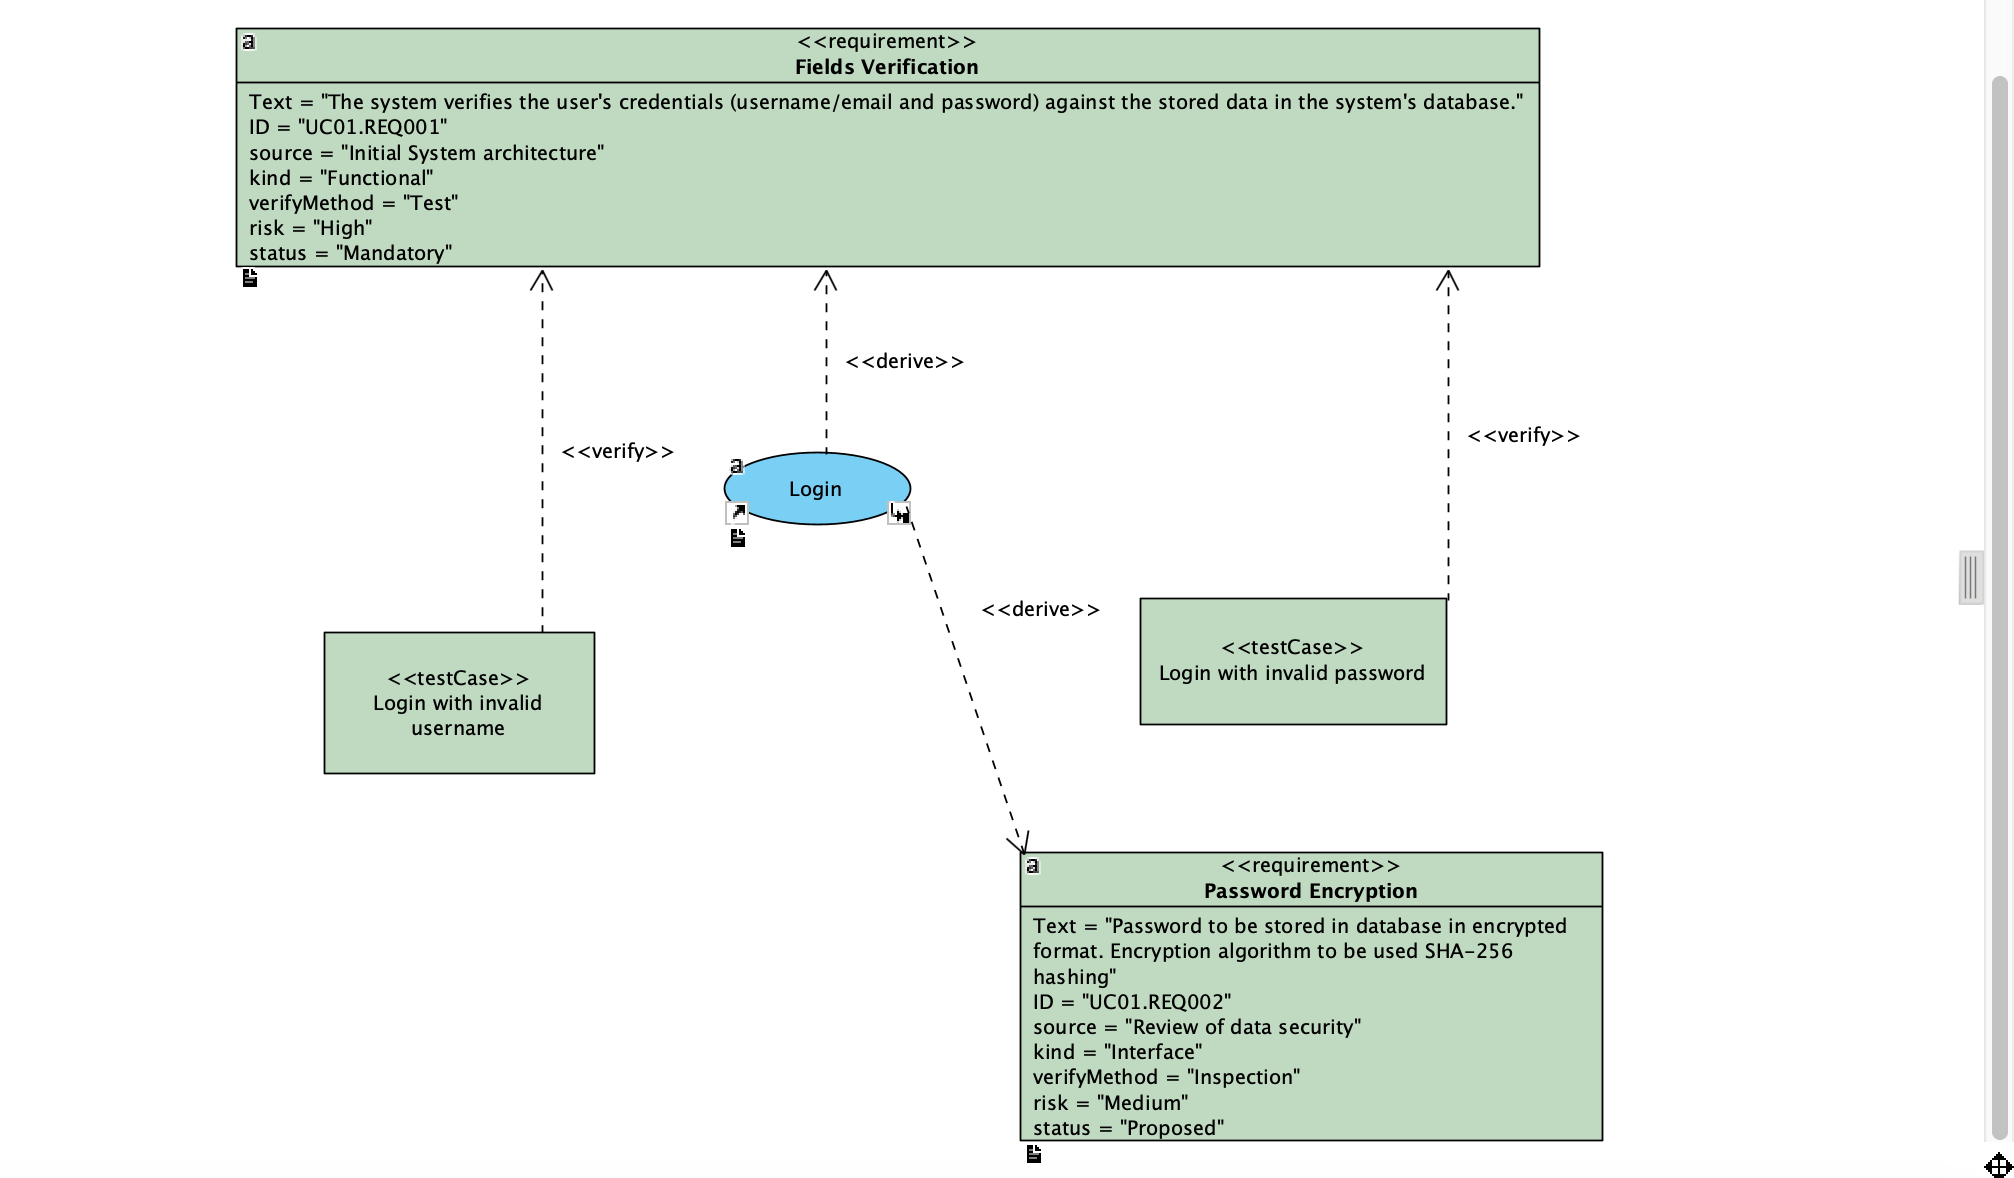 <<requirement>>
Fields Verification
Text = "The system verifies the user's credentials (username/email and password) against the stored data in the system's database."
ID = "UC01.REQ001"
source = "Initial System architecture"
kind = "Functional"
verifyMethod = "Test"
risk = "High"
status = "Mandatory"
<<derive>>
<<verify>>
<<verify>>
Login
<<derive>>
<<testCase>>
Login with invalid
username
<<testCase>>
Login with invalid password
<<requirement>>
Password Encryption
Text = "Password to be stored in database in encrypted
format. Encryption algorithm to be used SHA-256
hashing"
ID = "UC01.REQ002"
source = "Review of data security"
kind = "Interface"
verifyMethod = "Inspection"
risk = "Medium"
status = "Proposed"